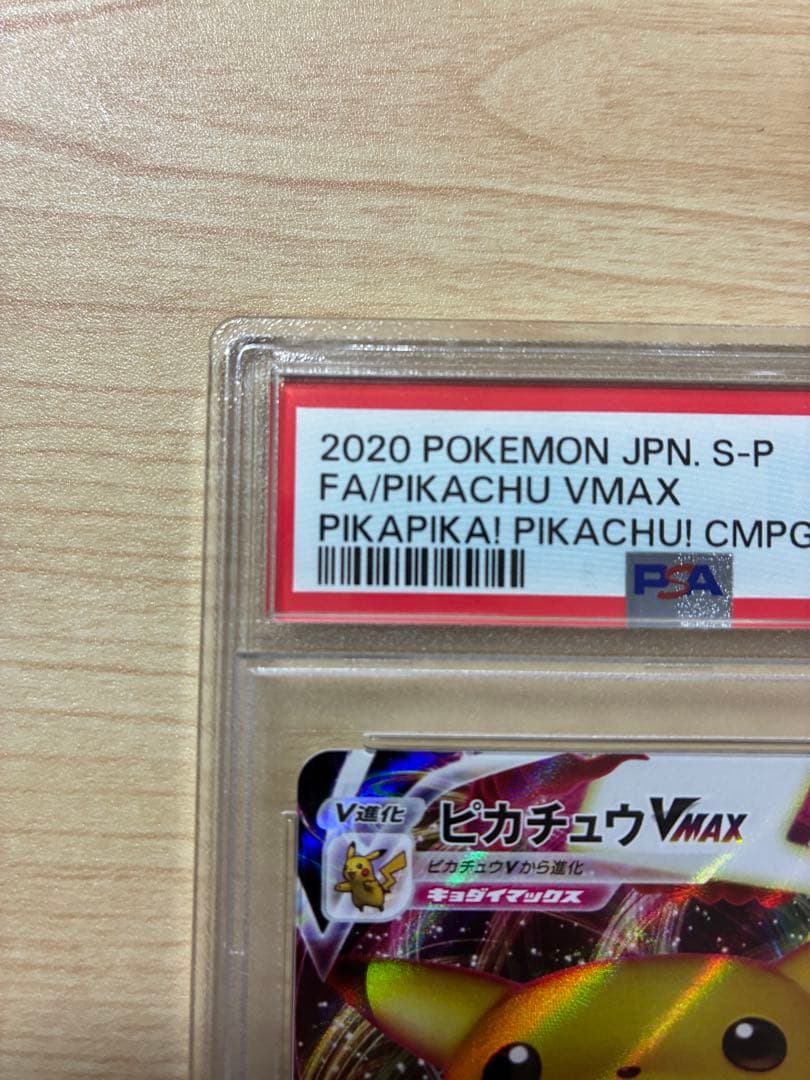 2020 POKEMON JPN. S-P
FA/PIKACHU VMAX
PIKAPIKA! PIKACHU! CMPG
PSA
V進化
ピカチュウVMAX
ピカチュウVから進化
キョダイマックス